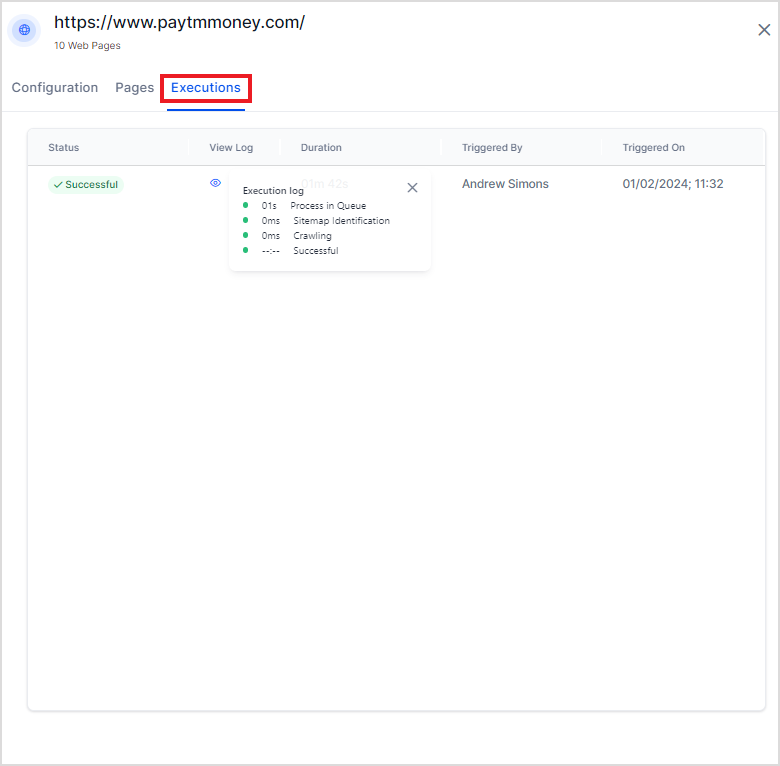 https://www.paytmmoney.com/
10 Web Pages
Configuration Pages Executions
Status View Log Duration Triggered By Triggered On
Successful 01m 42s Andrew Simons 01/02/2024; 11:32
Execution log
01s Process in Queue
0ms Sitemap Identification
0ms Crawling
--:-- Successful